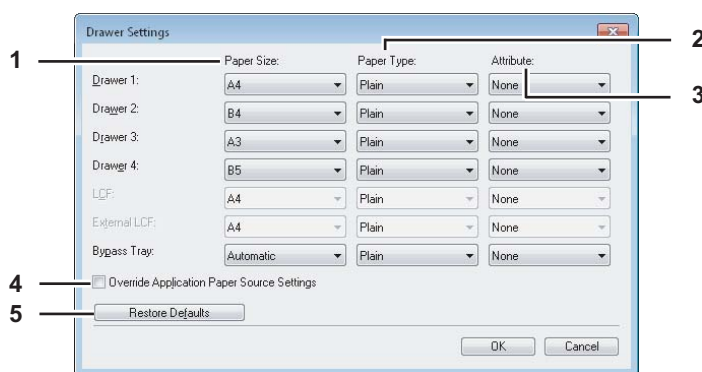 Drawer Settings
1
2
3
Paper Size:
Paper Type:
Attribute:
Drawer 1:
A4
Plain
None
Drawer 2:
B4
Plain
None
Drawer 3:
A3
Plain
None
Drawer 4:
B5
Plain
None
LCF:
A4
Plain
None
External LCF:
A4
Plain
None
Bypass Tray:
Automatic
Plain
None
4
Override Application Paper Source Settings
5
Restore Defaults
OK
Cancel